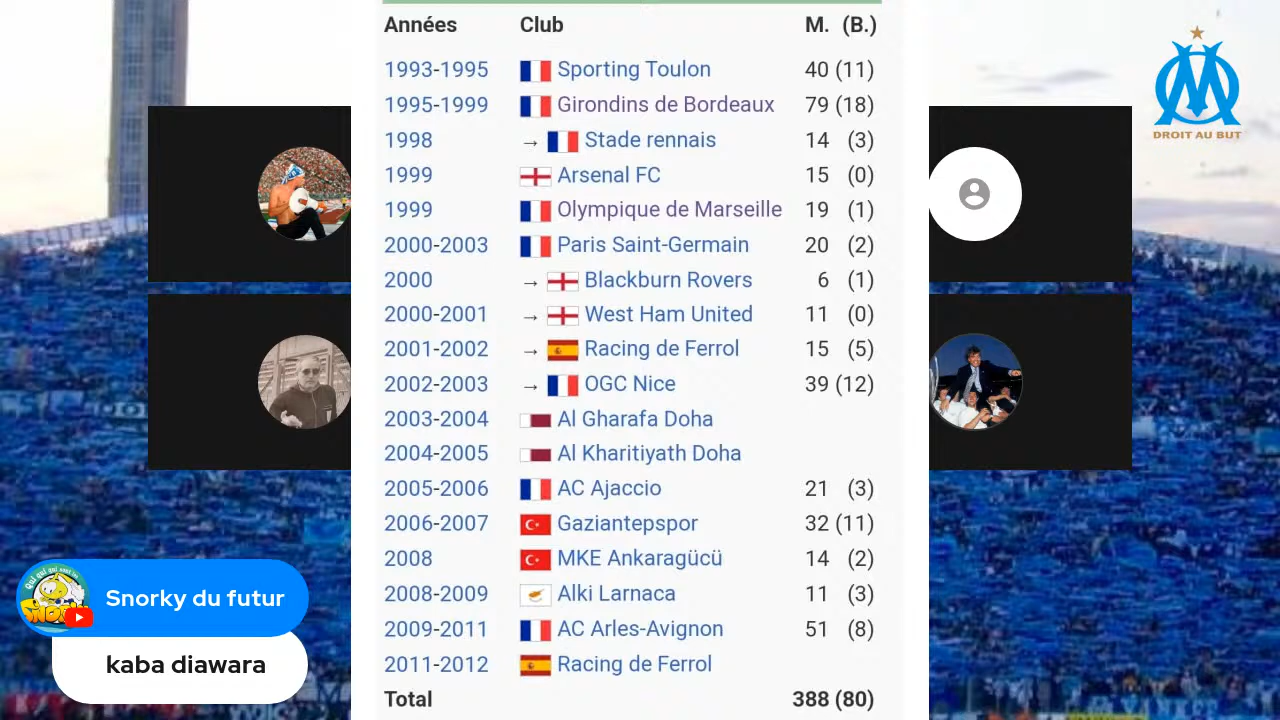 Années Club M. (B.)
1993-1995 Sporting Toulon 40 (11)
1995-1999 Girondins de Bordeaux 79 (18)
1998 → Stade rennais 14 (3)
1999 Arsenal FC 15 (0)
1999 Olympique de Marseille 19 (1)
2000-2003 Paris Saint-Germain 20 (2)
2000 → Blackburn Rovers 6 (1)
2000-2001 → West Ham United 11 (0)
2001-2002 → Racing de Ferrol 15 (5)
2002-2003 → OGC Nice 39 (12)
2003-2004 Al Gharafa Doha
2004-2005 Al Kharitiyath Doha
2005-2006 AC Ajaccio 21 (3)
2006-2007 Gaziantepspor 32 (11)
2008 MKE Ankaragücü 14 (2)
2008-2009 Alki Larnaca 11 (3)
2009-2011 AC Arles-Avignon 51 (8)
2011-2012 Racing de Ferrol
Total 388 (80)
DROIT AU BUT
Snorky du futur
kaba diawara